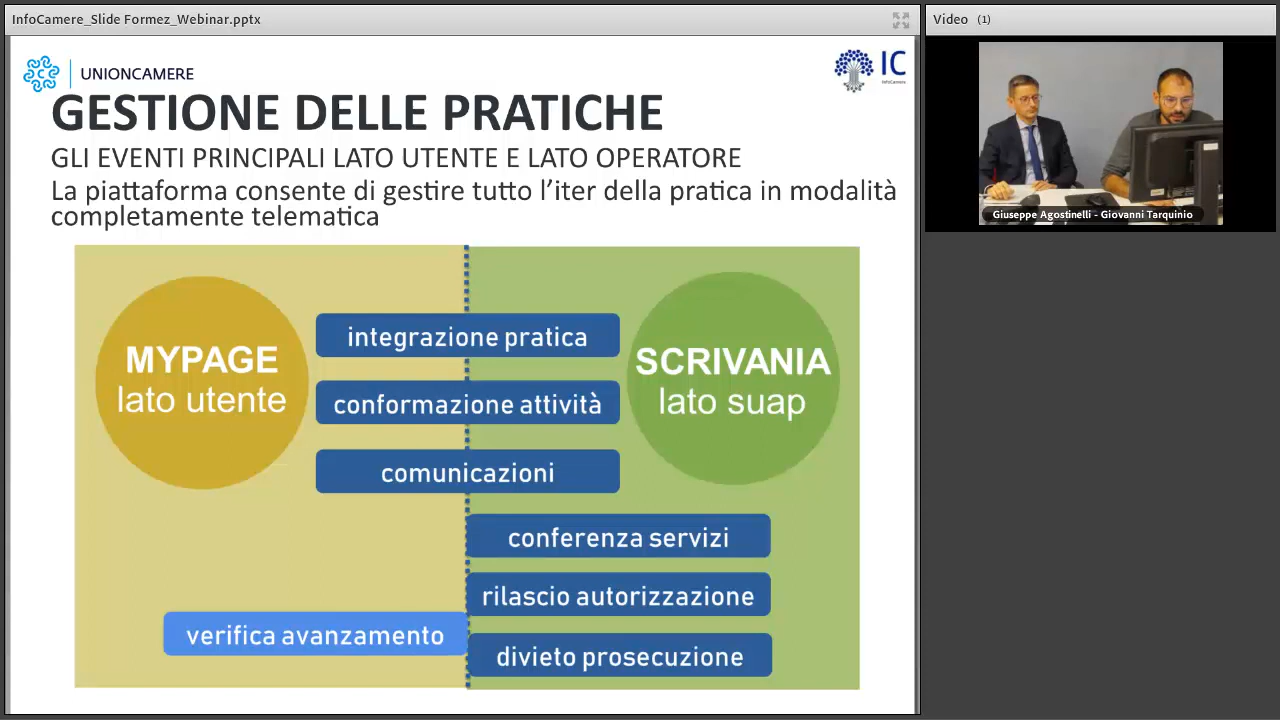 InfoCamere_Slide Formez_Webinar.pptx
Video (1)
UNIONCAMERE
IC
InfoCamere
GESTIONE DELLE PRATICHE
GLI EVENTI PRINCIPALI LATO UTENTE E LATO OPERATORE
La piattaforma consente di gestire tutto l’iter della pratica in modalità
completamente telematica
MYPAGE
lato utente
integrazione pratica
conformazione attività
comunicazioni
SCRIVANIA
lato suap
conferenza servizi
rilascio autorizzazione
verifica avanzamento
divieto prosecuzione
Giuseppe Agostinelli - Giovanni Tarquinio